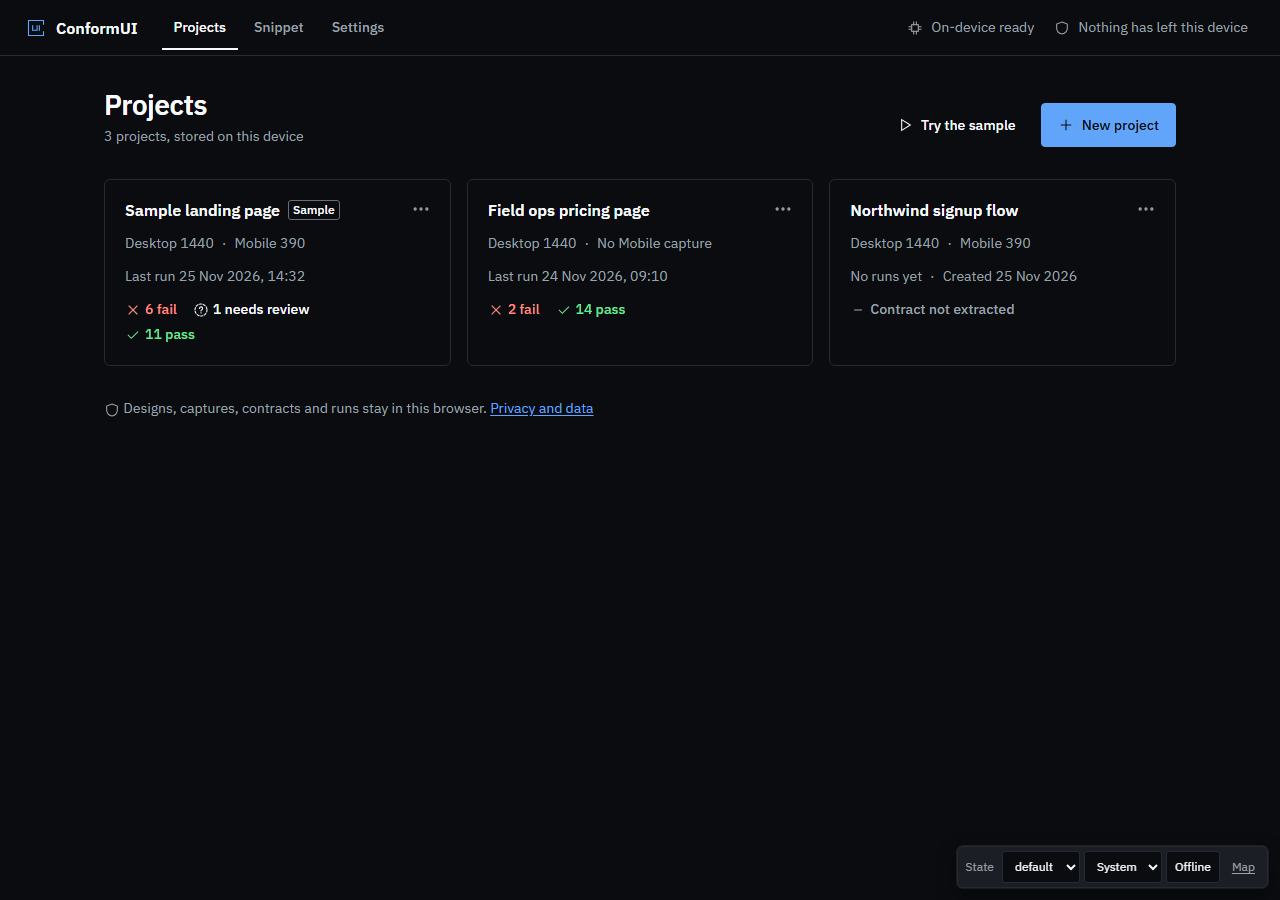 UI ConformUI Projects Snippet Settings On-device ready Nothing has left this device
Projects
3 projects, stored on this device
Try the sample
New project
Sample landing page Sample
Desktop 1440 · Mobile 390
Last run 25 Nov 2026, 14:32
6 fail 1 needs review
11 pass
Field ops pricing page
Desktop 1440 · No Mobile capture
Last run 24 Nov 2026, 09:10
2 fail 14 pass
Northwind signup flow
Desktop 1440 · Mobile 390
No runs yet · Created 25 Nov 2026
Contract not extracted
Designs, captures, contracts and runs stay in this browser. Privacy and data
State default System Offline Map